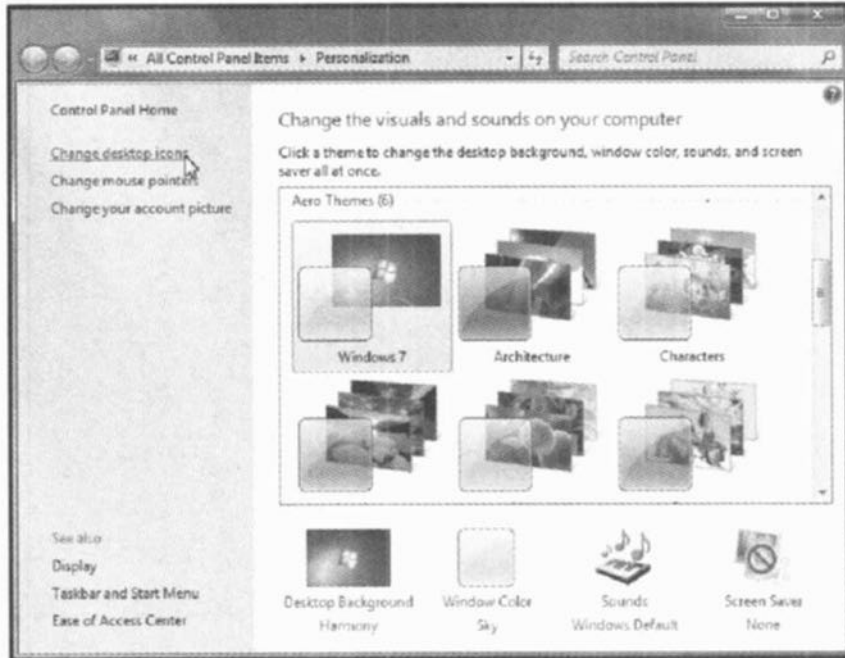 « All Control Panel Items ▸ Personalization
Search Control Panel
Control Panel Home
Change desktop icons
Change mouse pointers
Change your account picture
Change the visuals and sounds on your computer
Click a theme to change the desktop background, window color, sounds, and screen
saver all at once.
Aero Themes (6)
Windows 7
Architecture
Characters
See also
Display
Taskbar and Start Menu
Ease of Access Center
Desktop Background
Harmony
Window Color
Sky
Sounds
Windows Default
Screen Saver
None